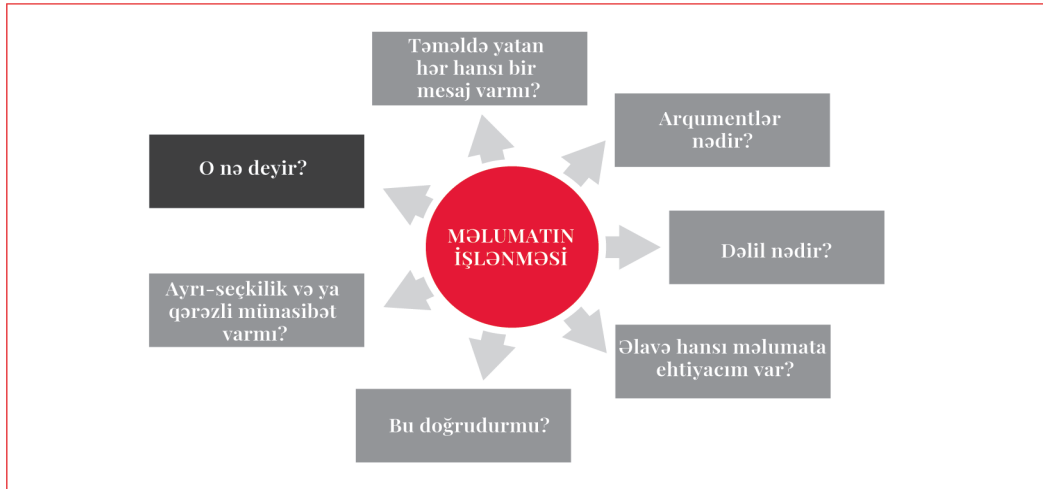 Təməldə yatan
hər hansı bir
mesaj varmı?
Arqumentlər
nədir?
O nə deyir?
MƏLUMATIN
İŞLƏNMƏSİ
Dəlil nədir?
Ayrı-seçkilik və ya
qərəzli münasibət
varmı?
Əlavə hansı məlumata
ehtiyacım var?
Bu doğrudurmu?